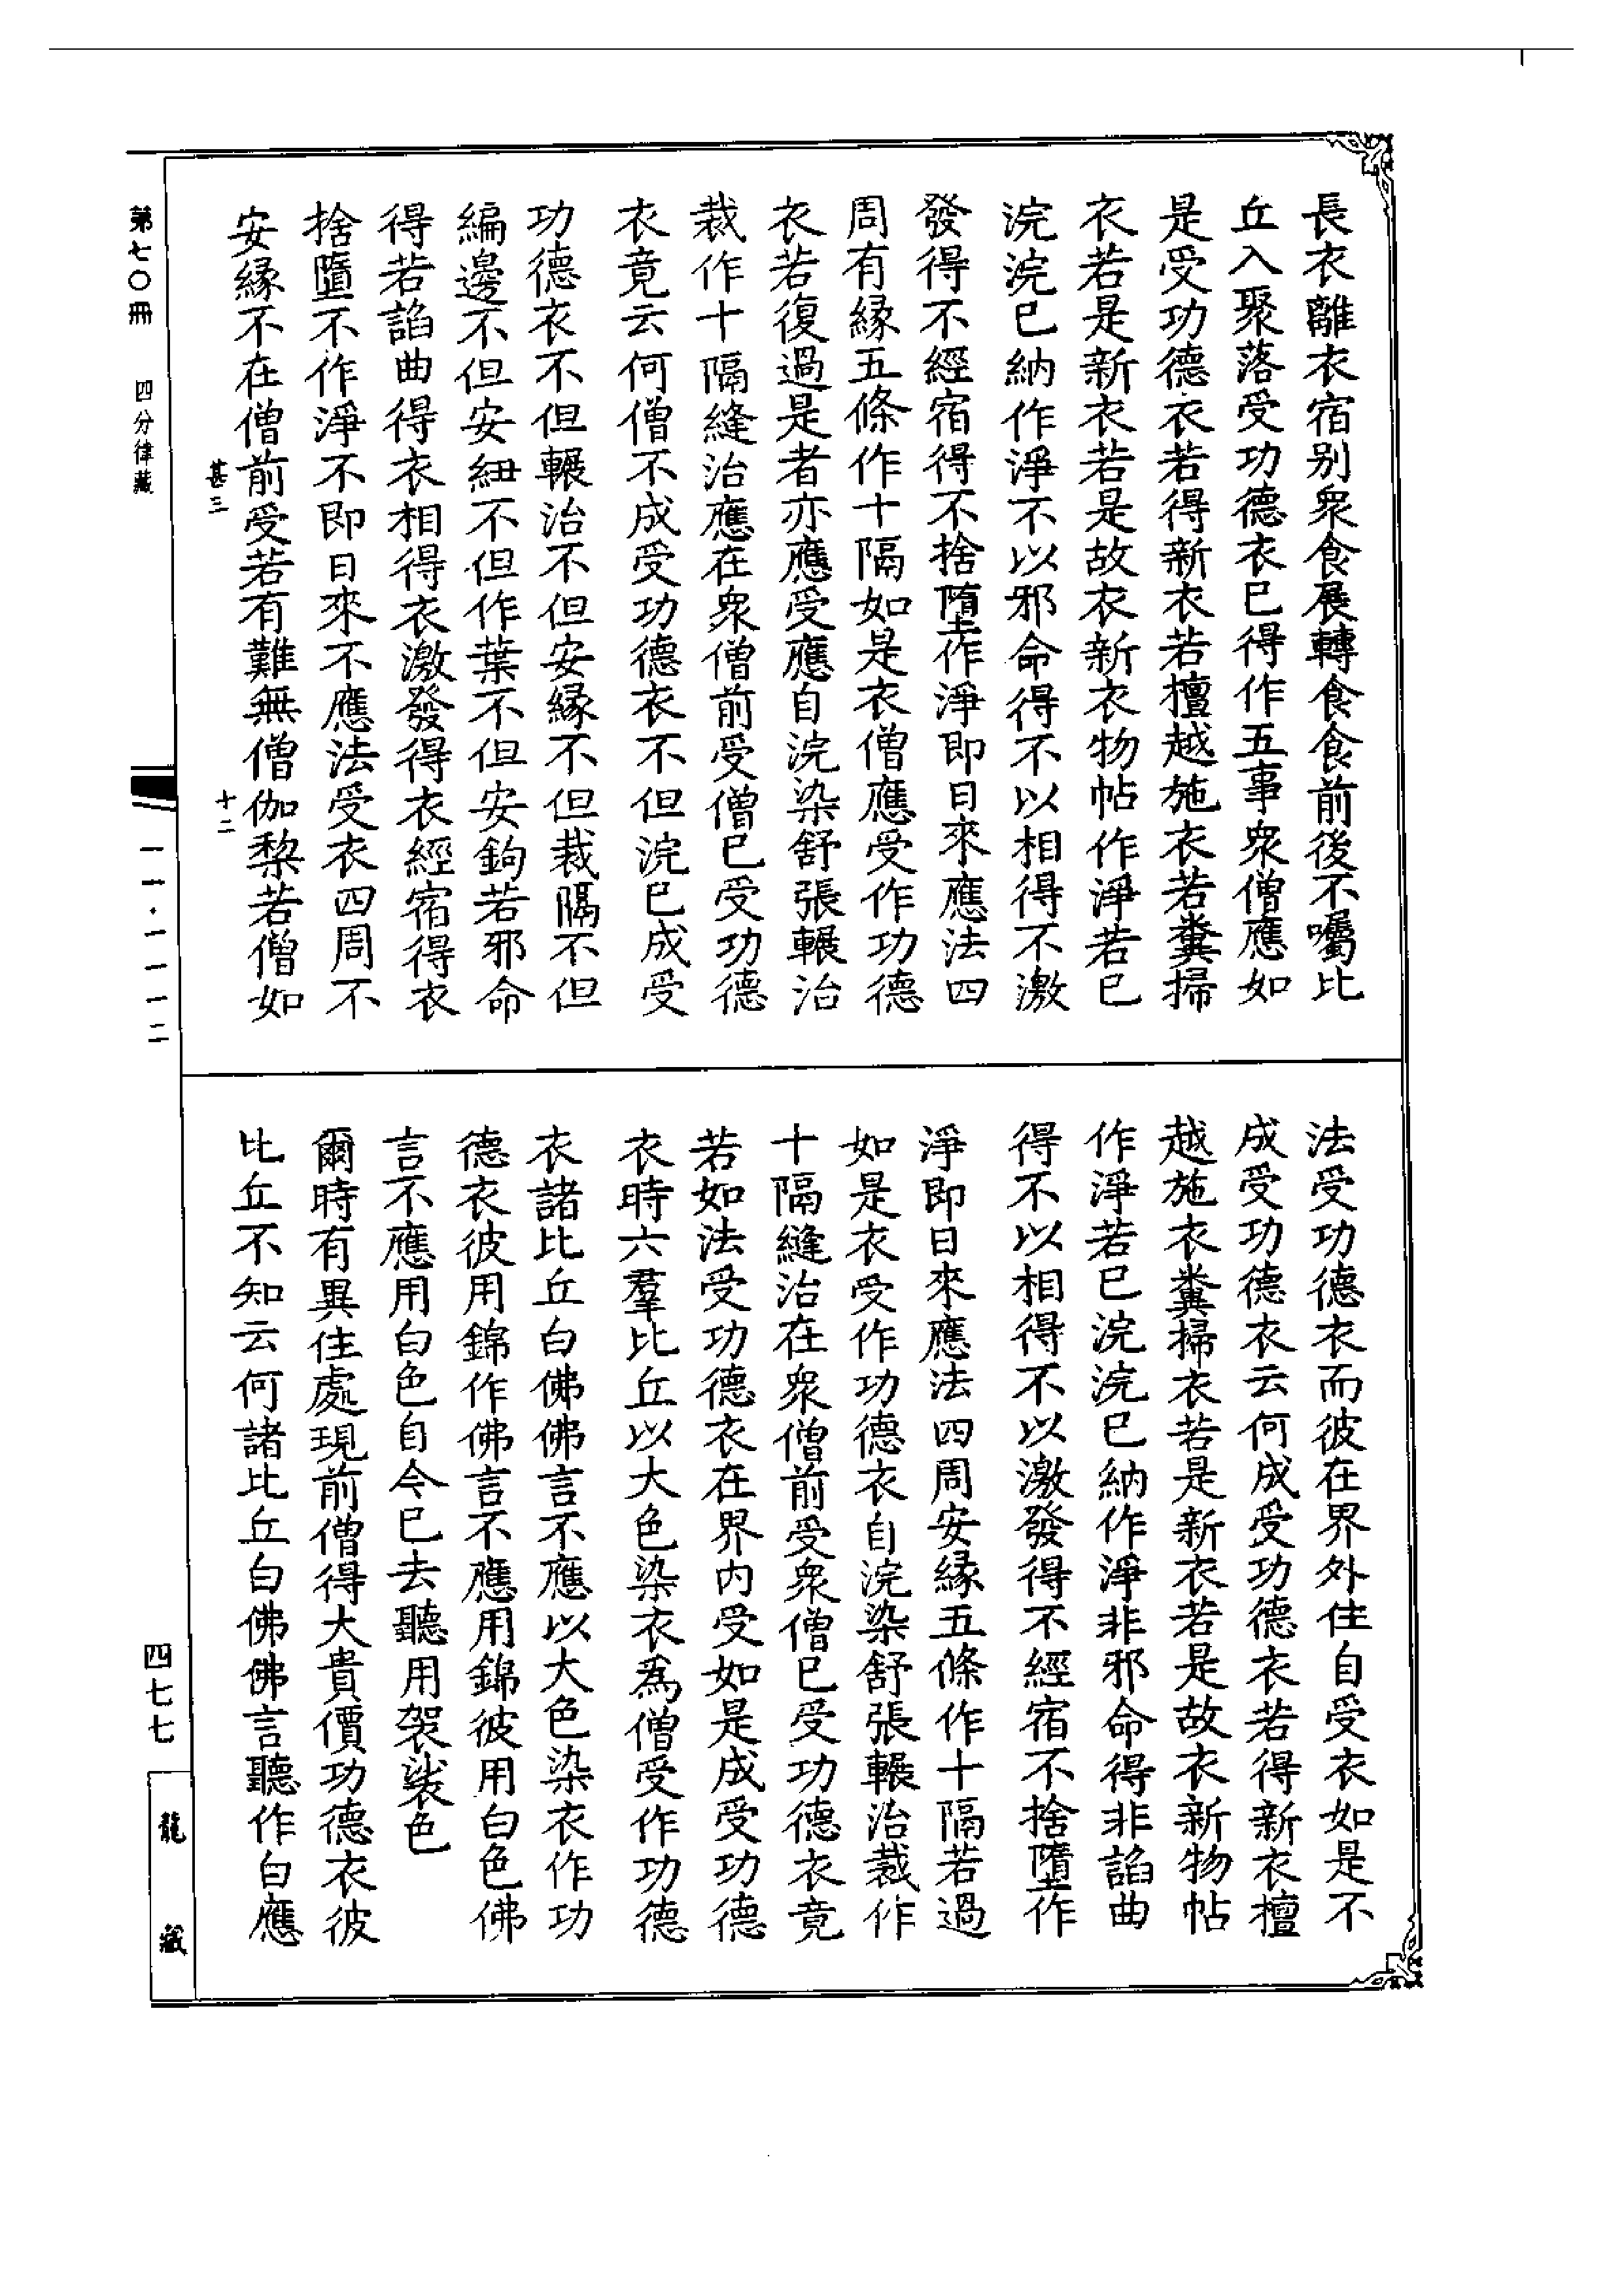 長衣離衣宿别衆食展轉食食前後不囑比
丘入聚落受功德衣已得作五事衆僧應如
是受功德衣若得新衣若檀越施衣若糞掃
衣若是新衣若是故衣新衣物帖作淨若已
浣浣已納作淨不以邪命得不以相得不激
發得不經宿得不捨墮作淨即日來應法四
周有緣五條作十隔如是衣僧應受作功德
衣若復過是者亦應受應自浣染舒張輾治
裁作十隔縫治應在衆僧前受僧已受功德
衣竟云何僧不成受功德衣不但浣已成受
功德衣不但輾治不但安緣不但裁隔不但
編邊不但安紐不但作葉不但安鉤若邪命
得若諂曲得衣相得衣激發得衣經宿得衣
捨墮不作淨不即日來不應法受衣四周不
安緣不在僧前受若有難無僧伽棃若僧如
法受功德衣而彼在界外住自受衣如是不
成受功德衣云何成受功德衣若得新衣檀
越施衣糞掃衣若是新衣若是故衣新物帖
作淨若已浣浣已納作淨非邪命得非諂曲
得不以相得不以激發得不經宿不捨墮作
淨即日來應法四周安緣五條作十隔若過
如是衣受作功德衣自浣染舒張輾治裁作
十隔縫治在衆僧前受衆僧已受功德衣竟
若如法受功德衣在界内受如是成受功德
衣時六羣比丘以大色染衣爲僧受作功德
衣諸比丘白佛佛言不應以大色染衣作功
德衣彼用錦作佛言不應用錦彼用白色佛
言不應用白色自今已去聽用袈裟色
爾時有異住處現前僧得大貴價功德衣彼
比丘不知云何諸比丘白佛佛言聽作白應
第七〇冊
四分律藏
甚三
十二
一一·一一一二
四七七
龍藏